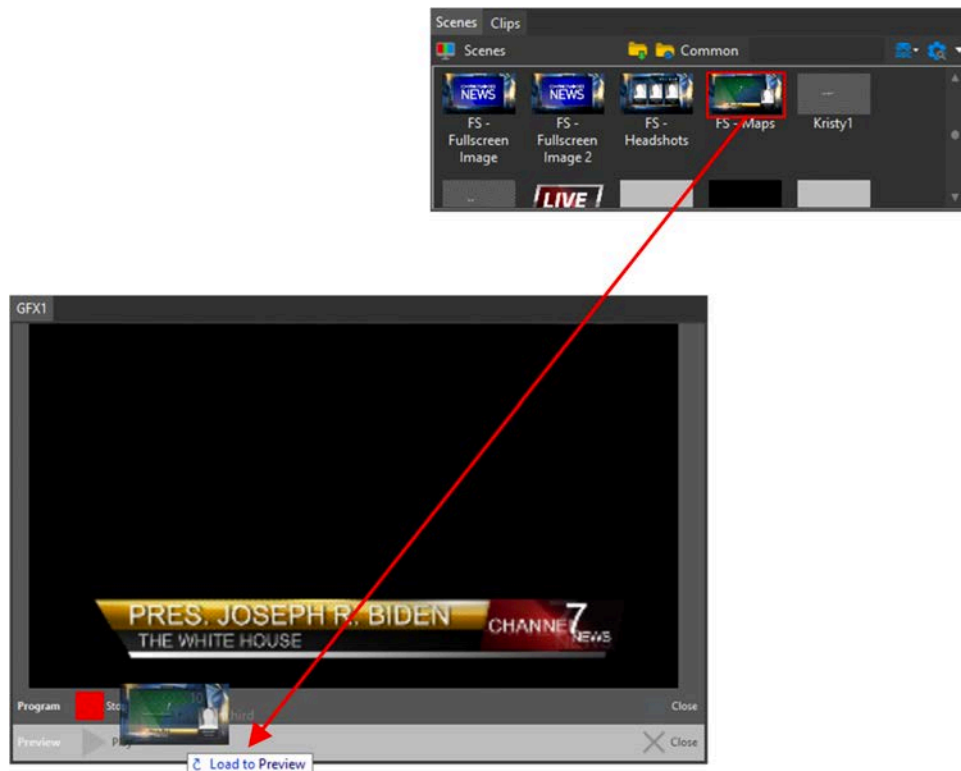 Scenes Clips
Scenes Common
NEWS NEWS
FS - FS - FS - FS - Maps Kristy1
Fullscreen Fullscreen Headshots
Image Image 2
LIVE
GFX1
PRES. JOSEPH R. BIDEN
THE WHITE HOUSE
CHANNEL 7
NEWS
Program Close
Preview Close
Load to Preview